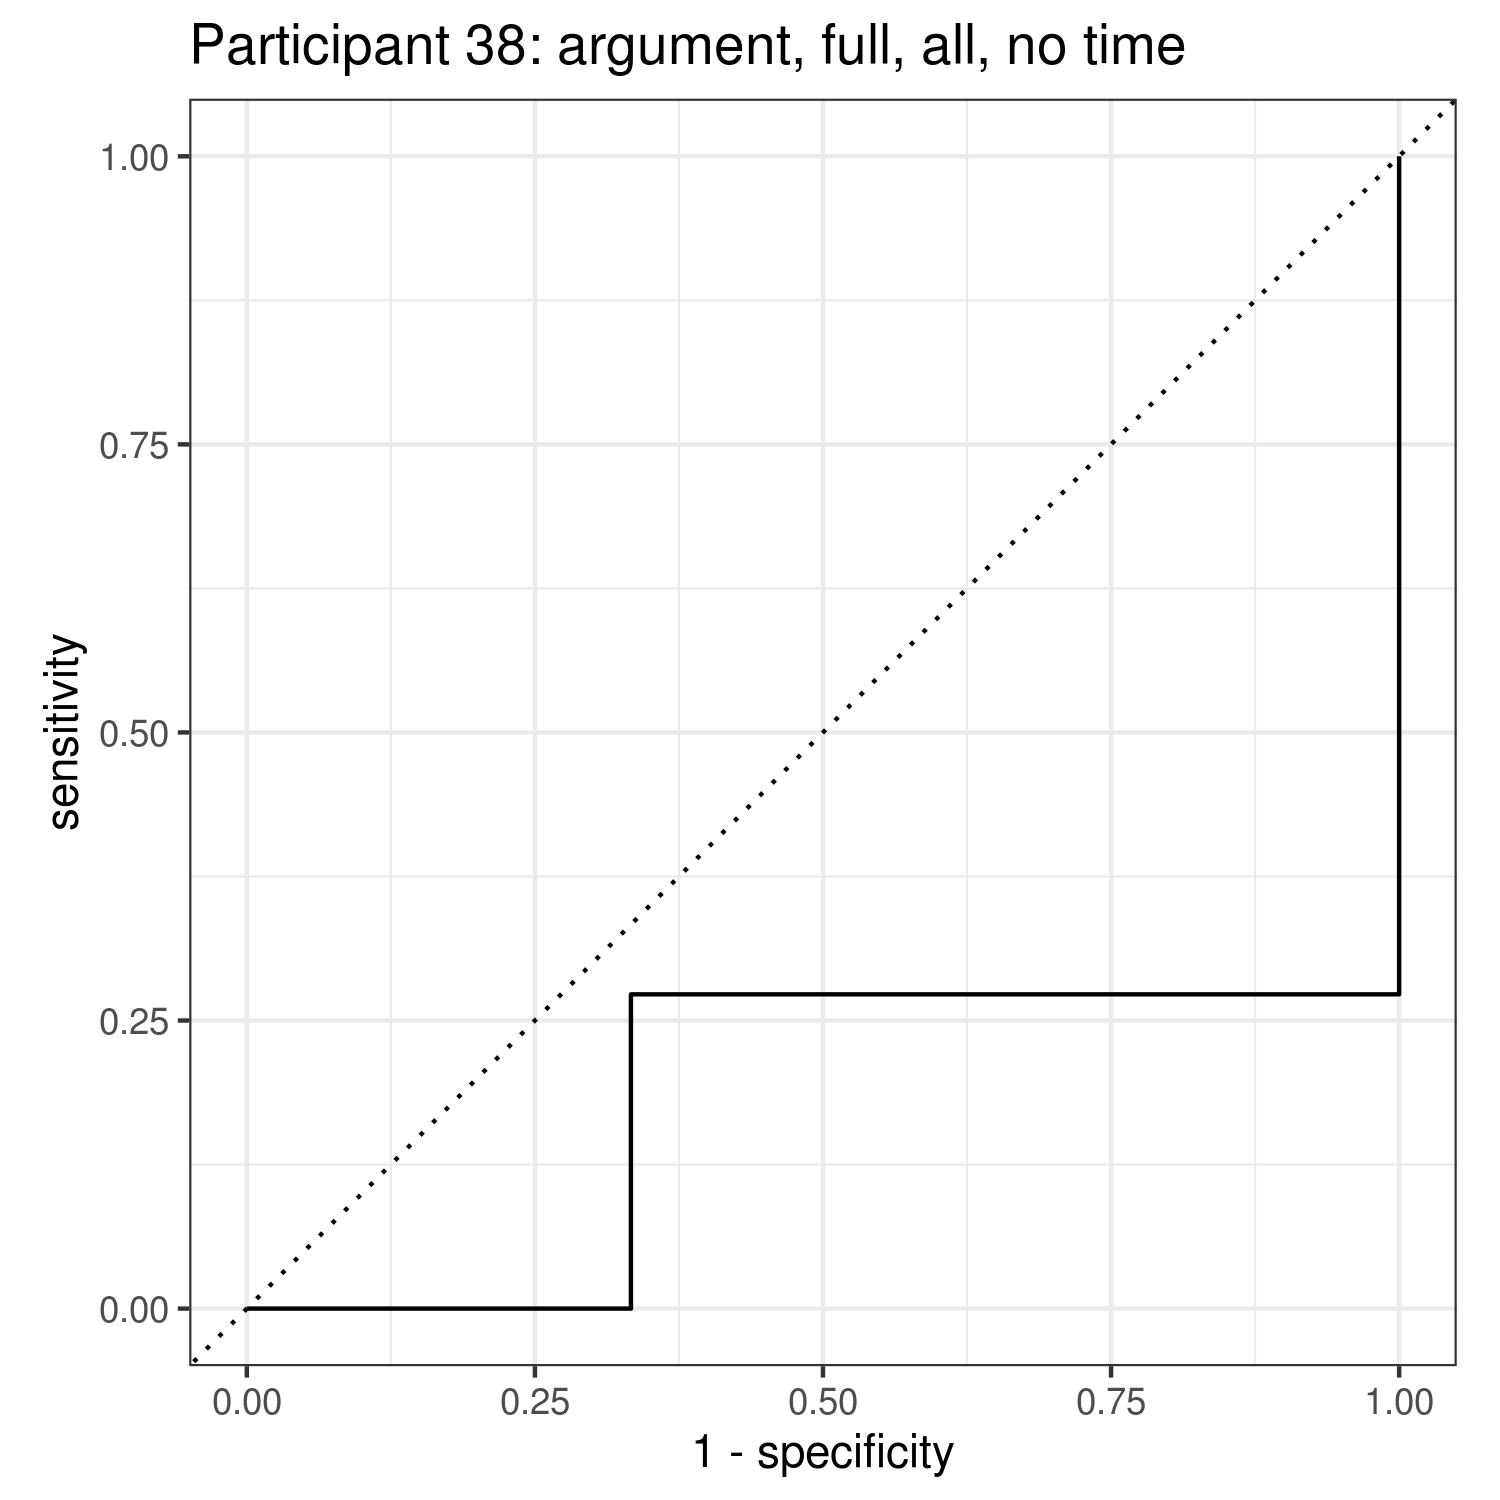 Participant 38: argument, full, all, no time
1.00
0.75
0.50
0.25
0.00
sensitivity
0.00 0.25 0.50 0.75 1.00
1 - specificity